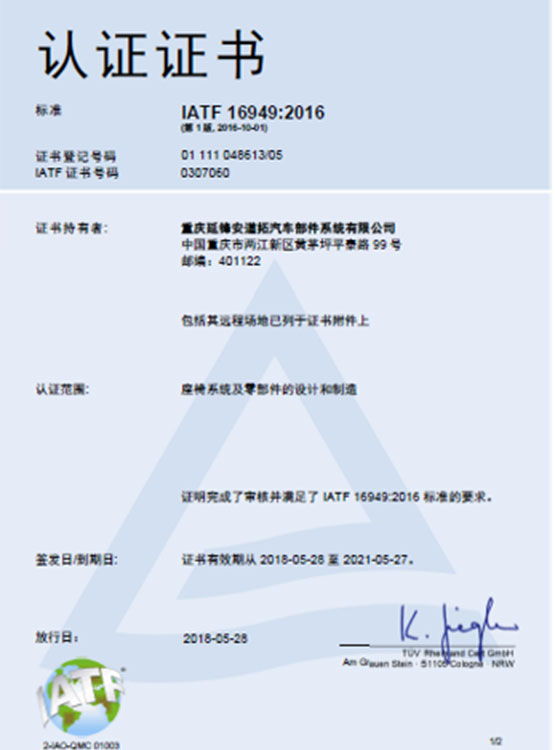 认证证书
标准 IATF 16949:2016
(第 1 版, 2016-10-01)
证书登记号码 01 111 048613/05
IATF 证书号码 0307060
证书持有者: 重庆延锋安道拓汽车部件系统有限公司
中国重庆市两江新区黄茅坪平泰路 99 号
邮编：401122
包括其远程场地已列于证书附件上
认证范围: 座椅系统及零部件的设计和制造
证明完成了审核并满足了 IATF 16949:2016 标准的要求。
签发日/到期日: 证书有效期从 2018-05-28 至 2021-05-27。
放行日： 2018-05-28
TÜV Rheinland Cert GmbH
Am Grauen Stein · 51105 Cologne · NRW
IATF
2-IAO-QMC 01003
1/2